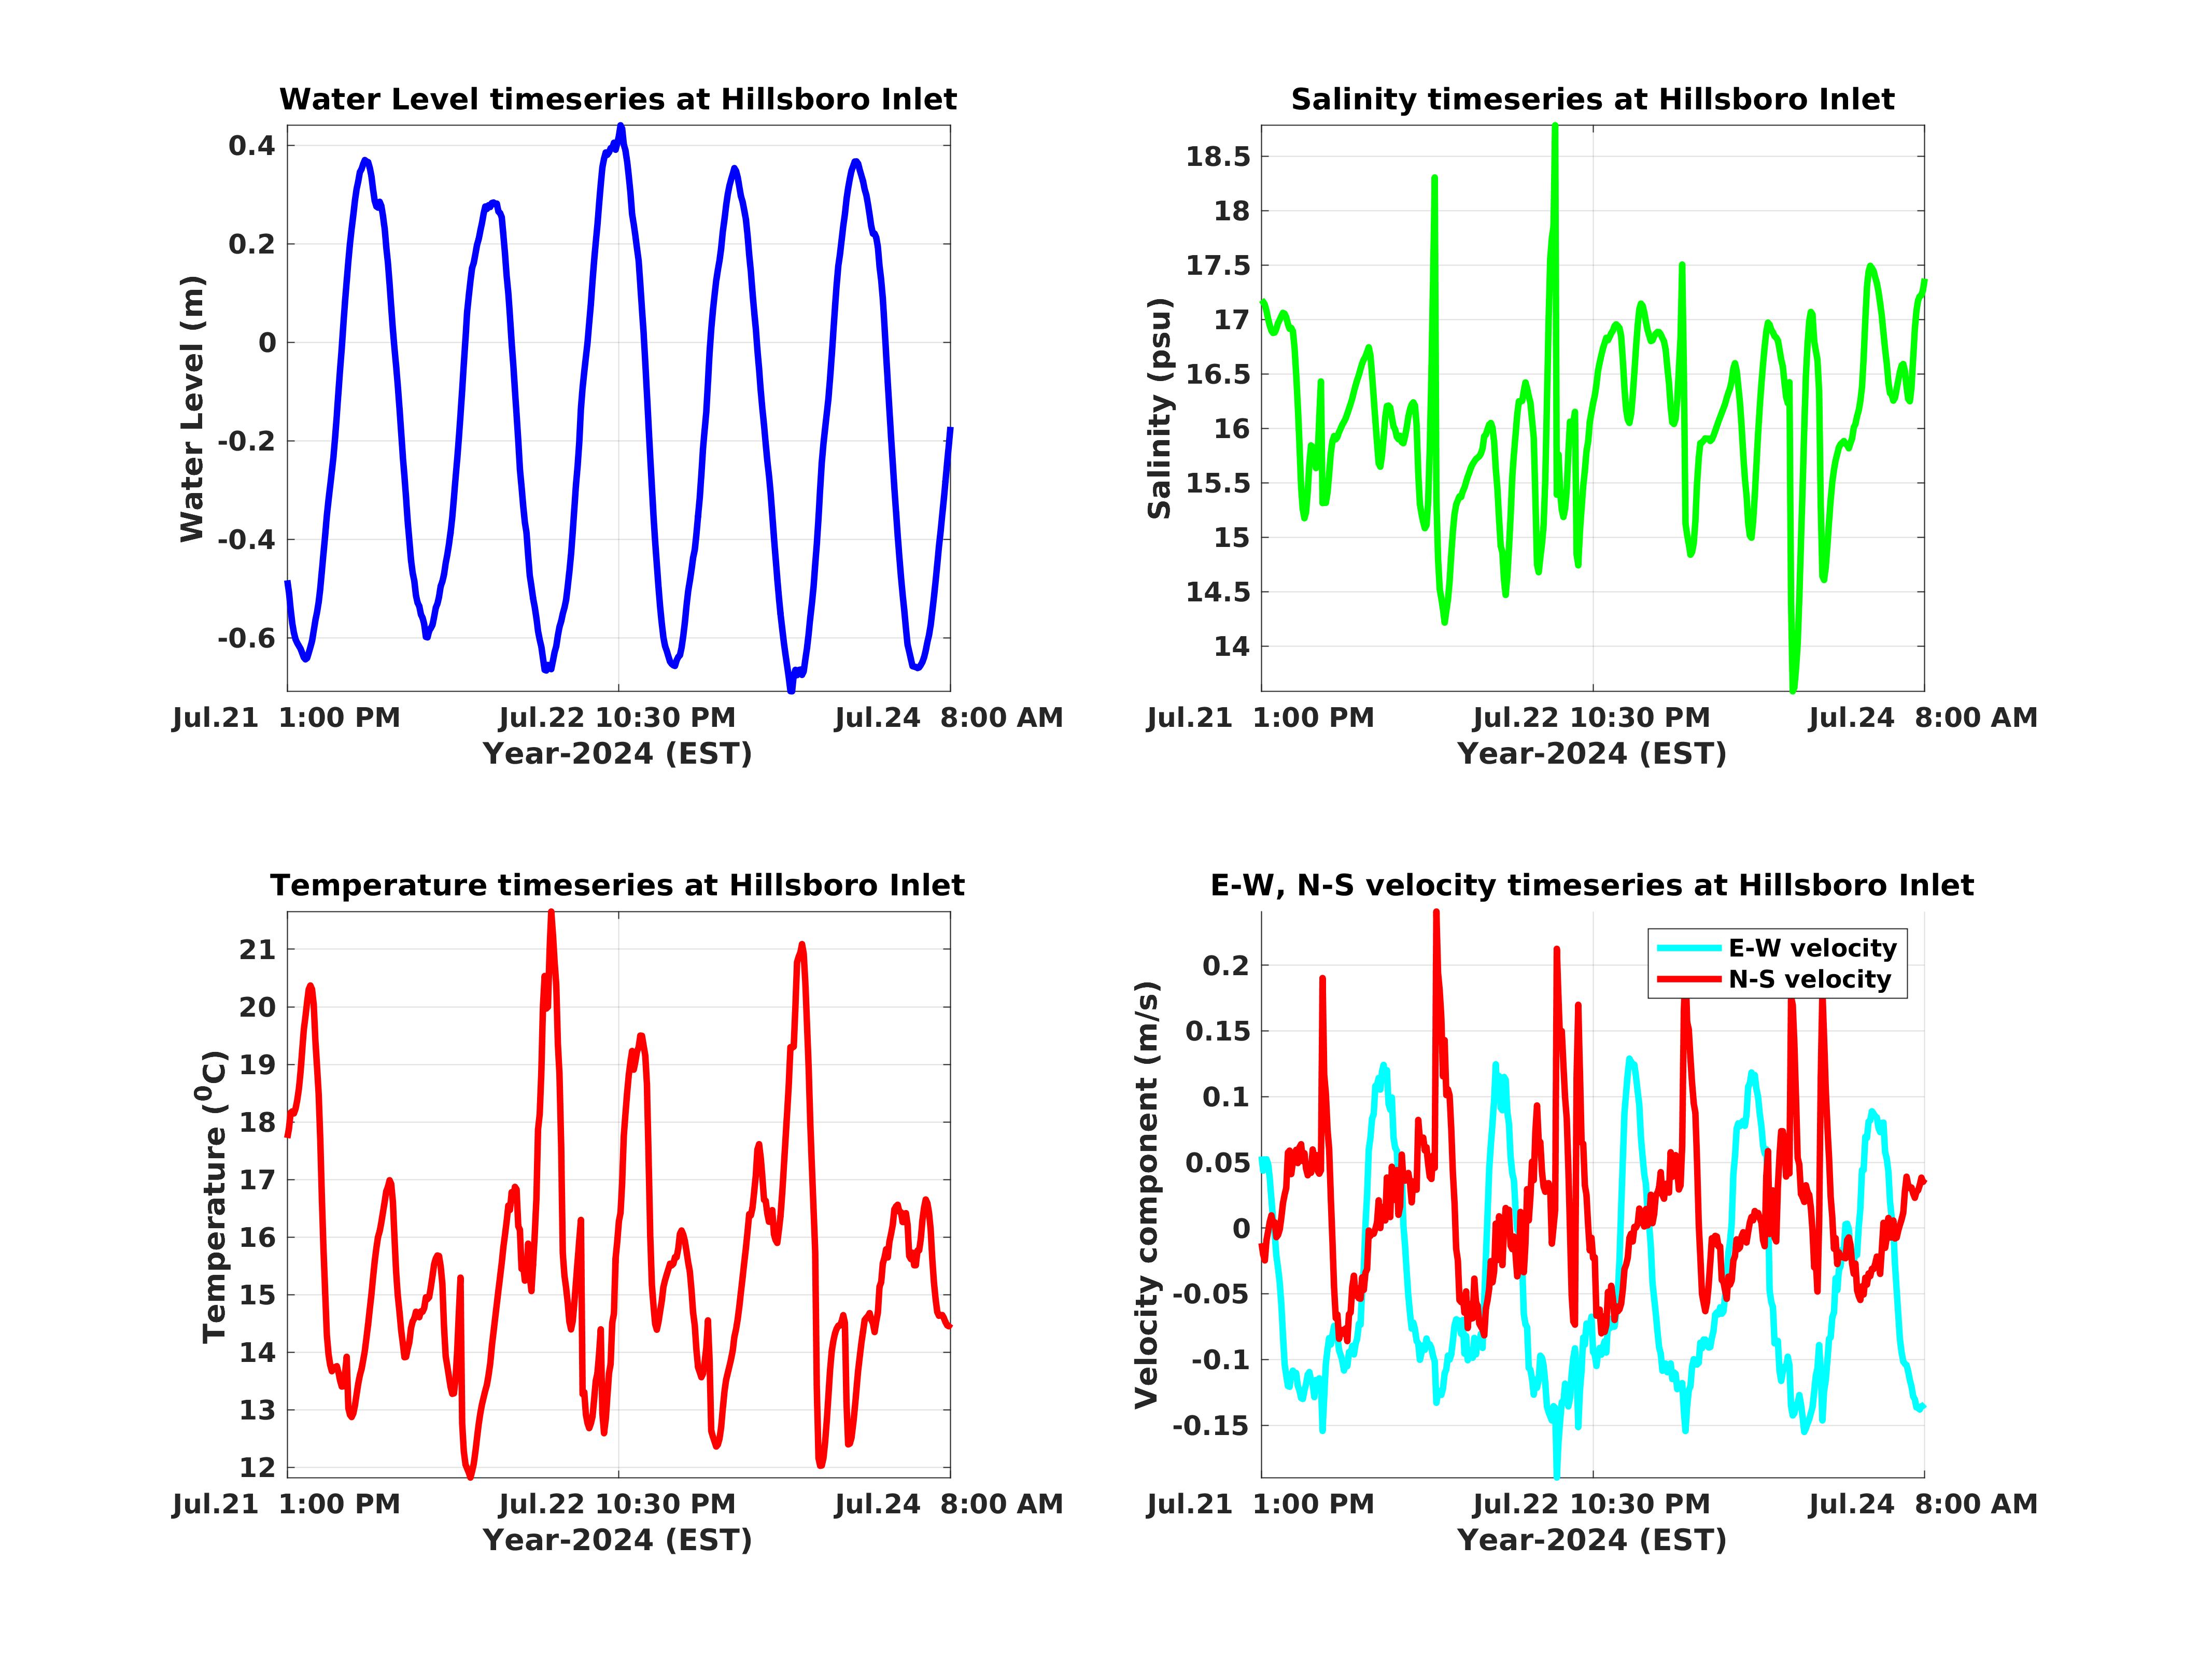 Water Level timeseries at Hillsboro Inlet
Water Level (m)
0.4
0.2
0
-0.2
-0.4
-0.6
Jul.21 1:00 PM
Jul.22 10:30 PM
Jul.24 8:00 AM
Year-2024 (EST)
Salinity timeseries at Hillsboro Inlet
Salinity (psu)
18.5
18
17.5
17
16.5
16
15.5
15
14.5
14
Jul.21 1:00 PM
Jul.22 10:30 PM
Jul.24 8:00 AM
Year-2024 (EST)
Temperature timeseries at Hillsboro Inlet
Temperature (⁰C)
21
20
19
18
17
16
15
14
13
12
Jul.21 1:00 PM
Jul.22 10:30 PM
Jul.24 8:00 AM
Year-2024 (EST)
E-W, N-S velocity timeseries at Hillsboro Inlet
Velocity component (m/s)
0.2
0.15
0.1
0.05
0
-0.05
-0.1
-0.15
E-W velocity
N-S velocity
Jul.21 1:00 PM
Jul.22 10:30 PM
Jul.24 8:00 AM
Year-2024 (EST)